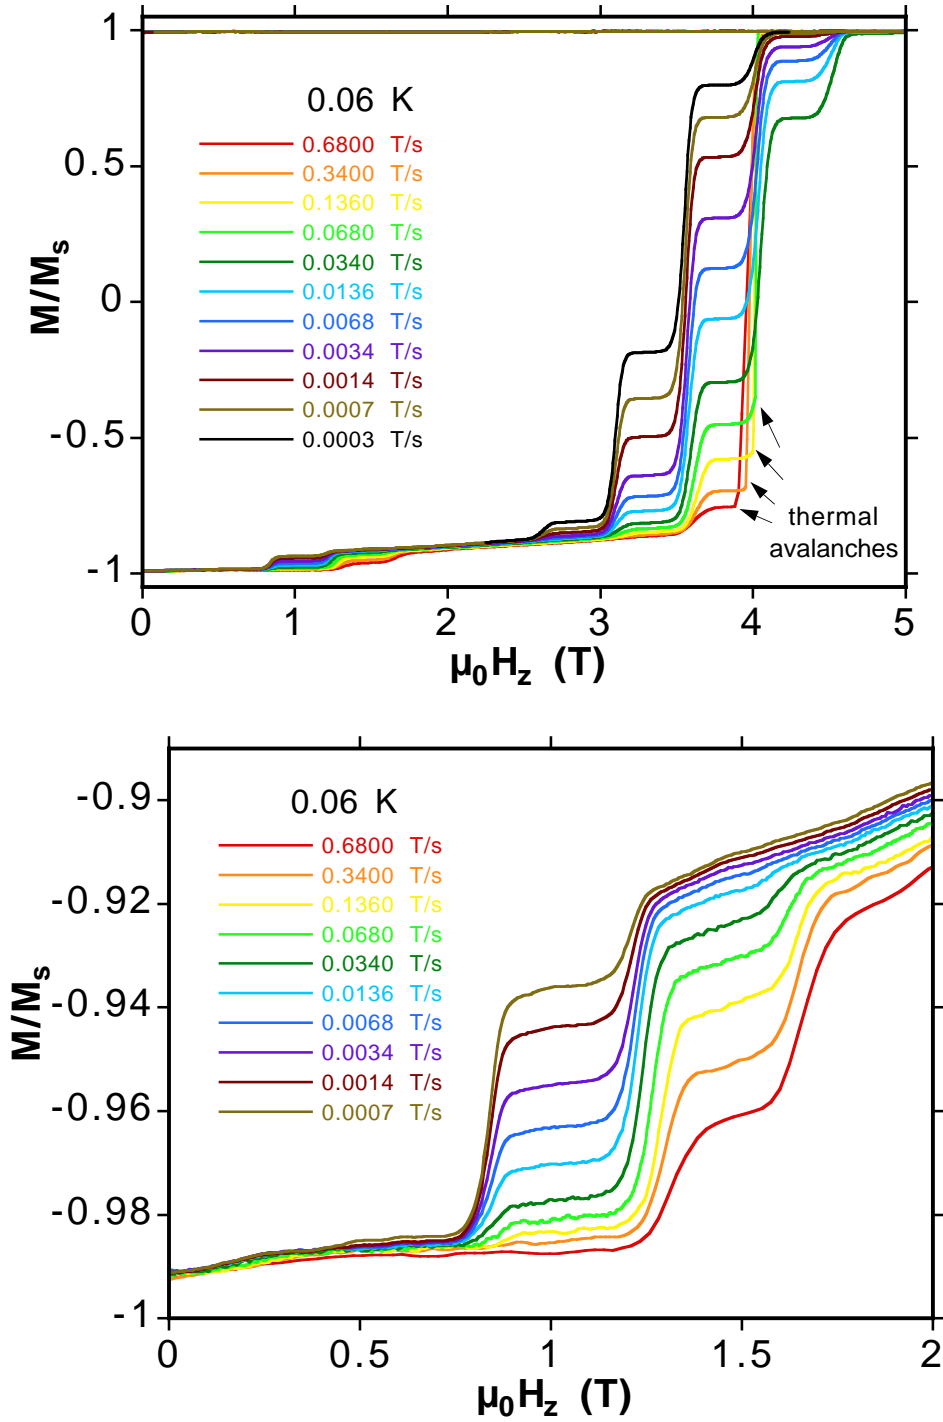 1
0.5
0
-0.5
-1
M/Mₛ
0.06 K
0.6800 T/s
0.3400 T/s
0.1360 T/s
0.0680 T/s
0.0340 T/s
0.0136 T/s
0.0068 T/s
0.0034 T/s
0.0014 T/s
0.0007 T/s
0.0003 T/s
thermal
avalanches
0 1 2 3 4 5
µ₀H_z (T)
-0.9
-0.92
-0.94
-0.96
-0.98
-1
M/Mₛ
0.06 K
0.6800 T/s
0.3400 T/s
0.1360 T/s
0.0680 T/s
0.0340 T/s
0.0136 T/s
0.0068 T/s
0.0034 T/s
0.0014 T/s
0.0007 T/s
0 0.5 1 1.5 2
µ₀H_z (T)